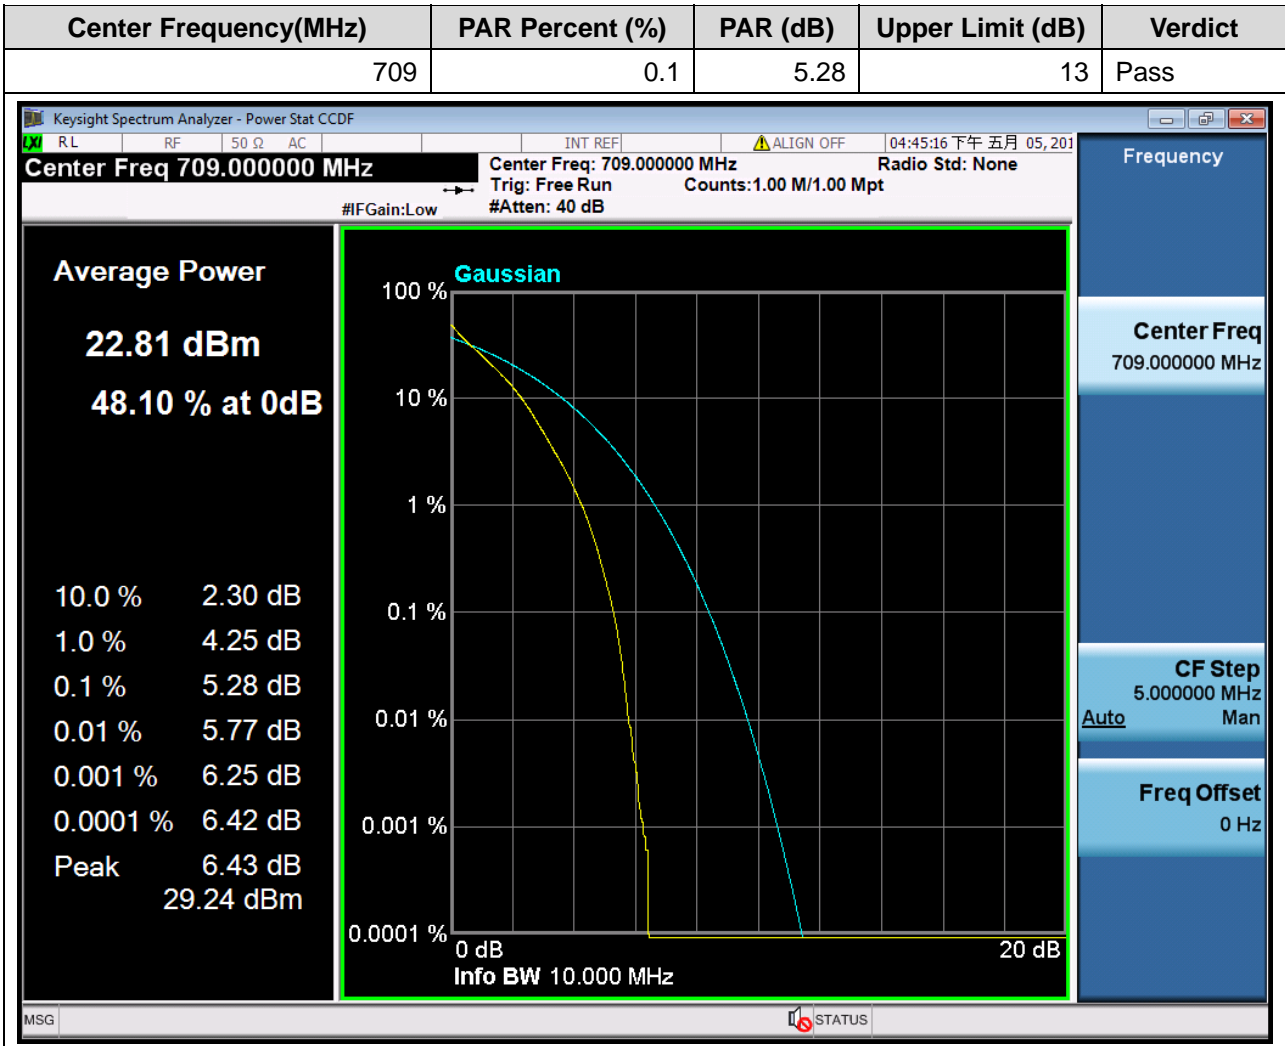 Center Frequency(MHz) PAR Percent (%) PAR (dB) Upper Limit (dB) Verdict
709 0.1 5.28 13 Pass
Keysight Spectrum Analyzer - Power Stat CCDF
LXI RL RF 50 Ω AC INT REF ALIGN OFF 04:45:16 下午 五月 05, 201
Center Freq 709.000000 MHz
Center Freq: 709.000000 MHz Radio Std: None
Trig: Free Run Counts:1.00 M/1.00 Mpt
#IFGain:Low #Atten: 40 dB
Frequency
Average Power
22.81 dBm
48.10 % at 0dB
10.0 % 2.30 dB
1.0 % 4.25 dB
0.1 % 5.28 dB
0.01 % 5.77 dB
0.001 % 6.25 dB
0.0001 % 6.42 dB
Peak 6.43 dB
29.24 dBm
Gaussian
100 %
10 %
1 %
0.1 %
0.01 %
0.001 %
0.0001 %
0 dB 20 dB
Info BW 10.000 MHz
Center Freq
709.000000 MHz
CF Step
5.000000 MHz
Auto Man
Freq Offset
0 Hz
MSG STATUS